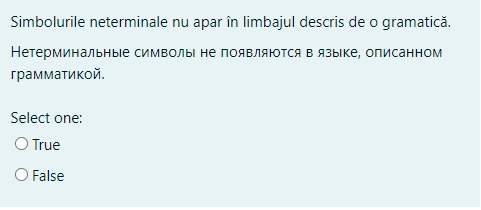 Simbolurile neterminale nu apar în limbajul descris de o gramatică.
Нетерминальные символы не появляются в языке, описанном
грамматикой.
Select one:
True
False